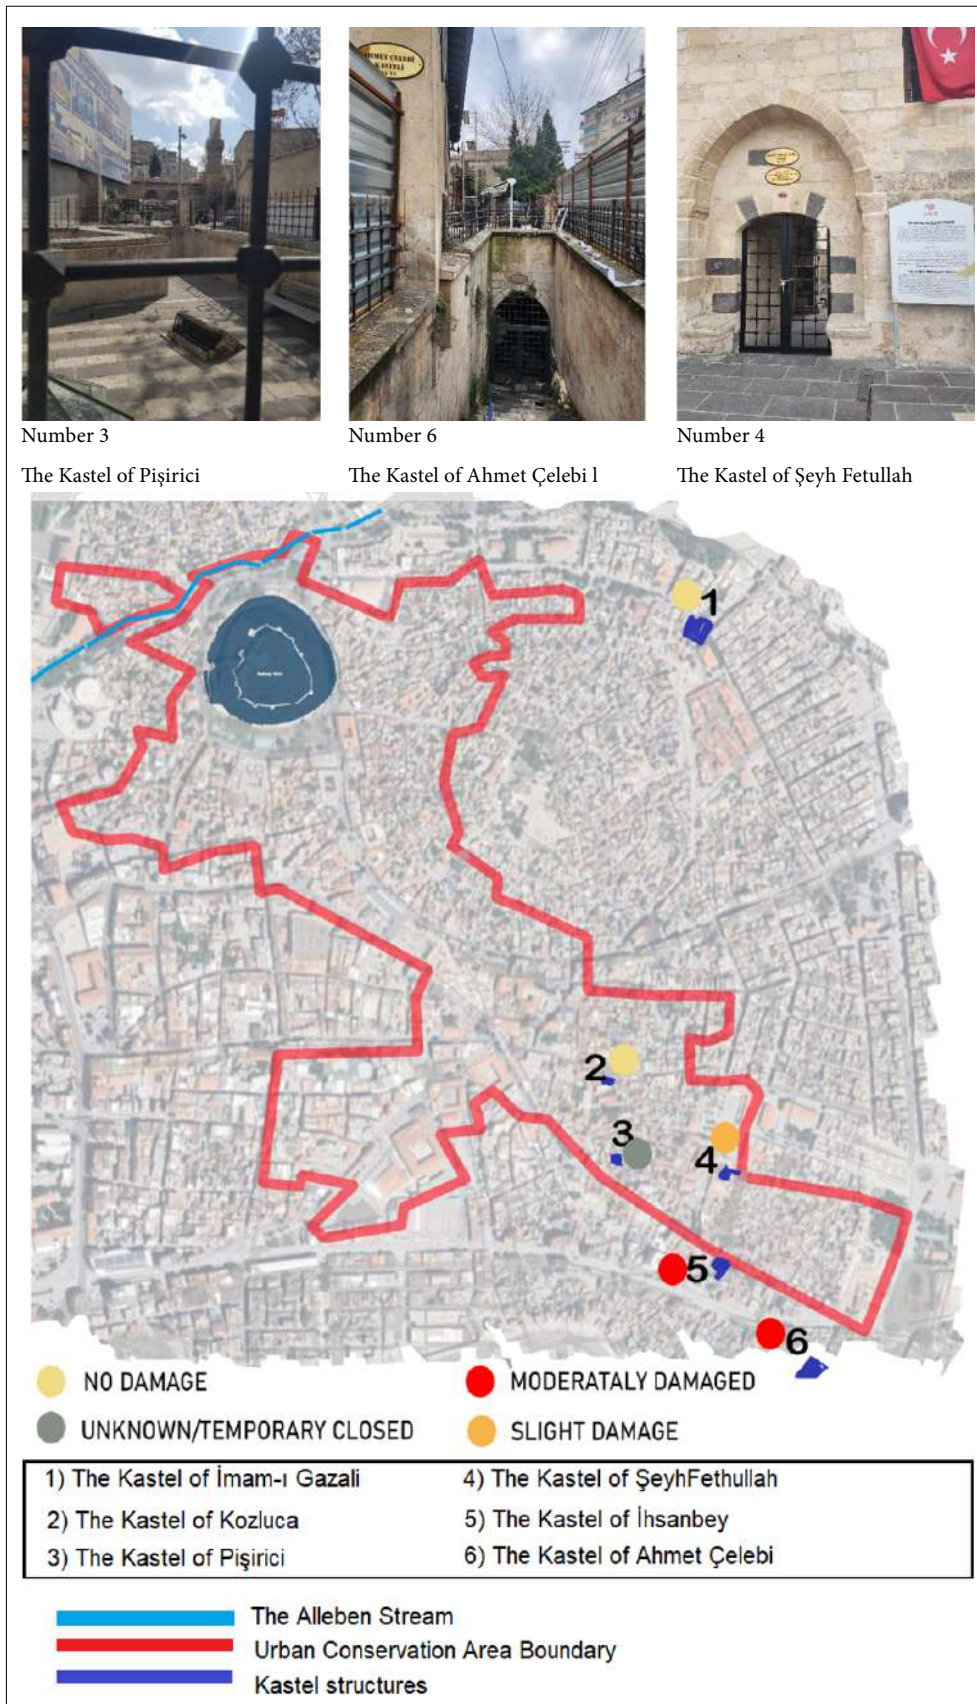 AHMET ÇELEBİ
KASTELİ
Number 3
Number 6
Number 4
The Kastel of Pişirici
The Kastel of Ahmet Çelebi l
The Kastel of Şeyh Fetullah
1
2
3
4
5
6
NO DAMAGE
MODERATALY DAMAGED
UNKNOWN/TEMPORARY CLOSED
SLIGHT DAMAGE
1) The Kastel of İmam-ı Gazali
4) The Kastel of ŞeyhFethullah
2) The Kastel of Kozluca
5) The Kastel of İhsanbey
3) The Kastel of Pişirici
6) The Kastel of Ahmet Çelebi
The Alleben Stream
Urban Conservation Area Boundary
Kastel structures